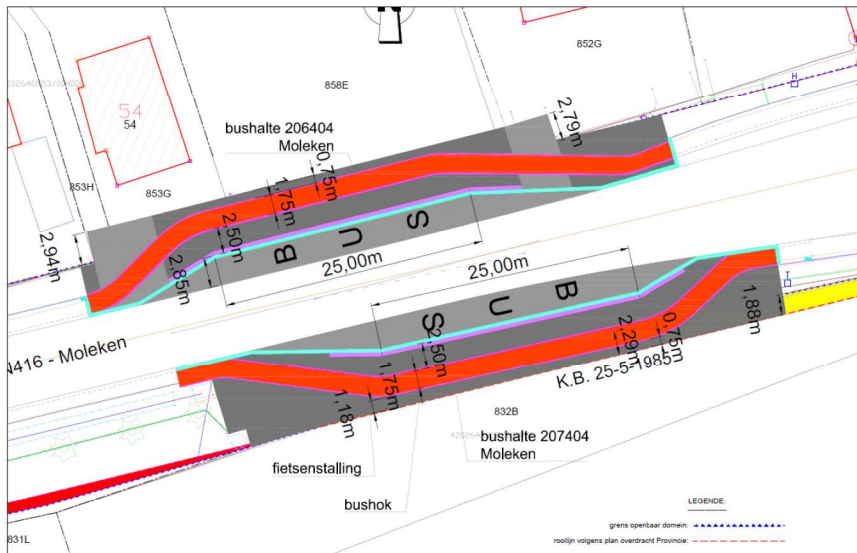 852G
858E
54
54
853H
853G
bushalte 206404
Moleken
2,79m
0,75m
1,75m
2,50m
2,94m
2,85m
BUS
25,00m
25,00m
BUS
N416 - Moleken
1,88m
2,50m
2,29m
0,75m
K.B. 25-5-1985
1,75m
1,18m
832B
bushalte 207404
Moleken
fietsenstalling
bushok
831L
H
T
LEGENDE:
grens openbaar domein:
rooilijn volgens plan overdracht Provincie: